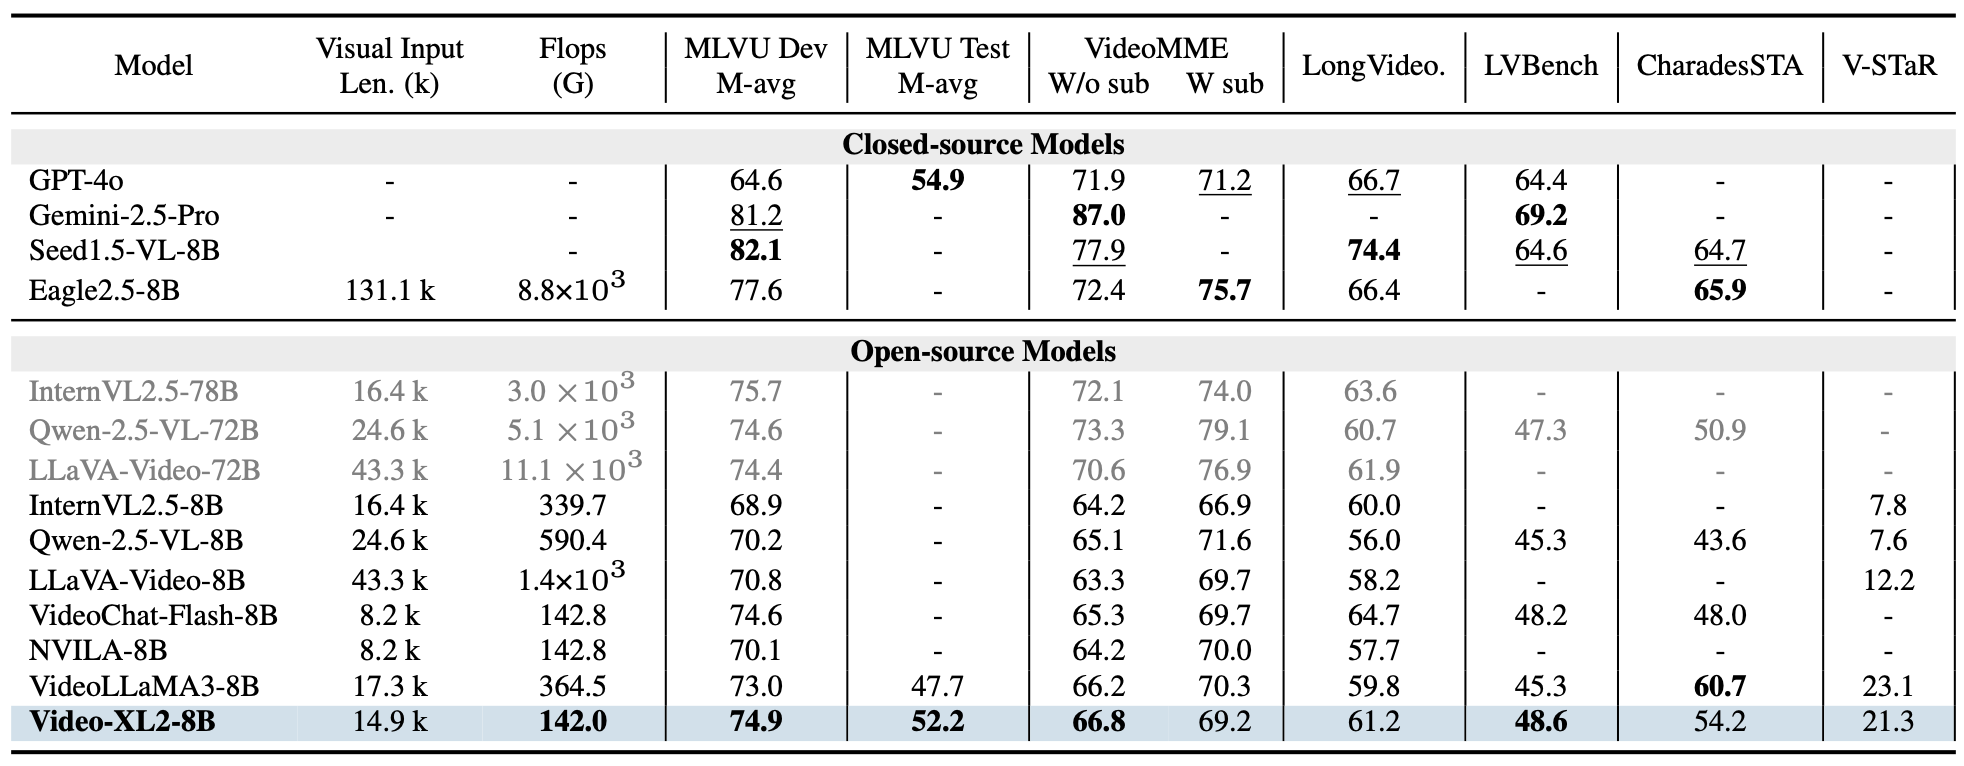 Model Visual Input Len. (k) Flops (G) MLVU Dev M-avg MLVU Test M-avg VideoMME W/o sub W sub LongVideo. LVBench CharadesSTA V-STaR
Closed-source Models
GPT-4o - - 64.6 54.9 71.9 71.2 66.7 64.4 - -
Gemini-2.5-Pro - - 81.2 - 87.0 - - 69.2 - -
Seed1.5-VL-8B - 82.1 - 77.9 - 74.4 64.6 64.7 -
Eagle2.5-8B 131.1 k 8.8×10³ 77.6 - 72.4 75.7 66.4 - 65.9 -
Open-source Models
InternVL2.5-78B 16.4 k 3.0 ×10³ 75.7 - 72.1 74.0 63.6 - - -
Qwen-2.5-VL-72B 24.6 k 5.1 ×10³ 74.6 - 73.3 79.1 60.7 47.3 50.9 -
LLaVA-Video-72B 43.3 k 11.1 ×10³ 74.4 - 70.6 76.9 61.9 - - -
InternVL2.5-8B 16.4 k 339.7 68.9 - 64.2 66.9 60.0 - - 7.8
Qwen-2.5-VL-8B 24.6 k 590.4 70.2 - 65.1 71.6 56.0 45.3 43.6 7.6
LLaVA-Video-8B 43.3 k 1.4×10³ 70.8 - 63.3 69.7 58.2 - - 12.2
VideoChat-Flash-8B 8.2 k 142.8 74.6 - 65.3 69.7 64.7 48.2 48.0 -
NVILA-8B 8.2 k 142.8 70.1 - 64.2 70.0 57.7 - - -
VideoLLaMA3-8B 17.3 k 364.5 73.0 47.7 66.2 70.3 59.8 45.3 60.7 23.1
Video-XL2-8B 14.9 k 142.0 74.9 52.2 66.8 69.2 61.2 48.6 54.2 21.3